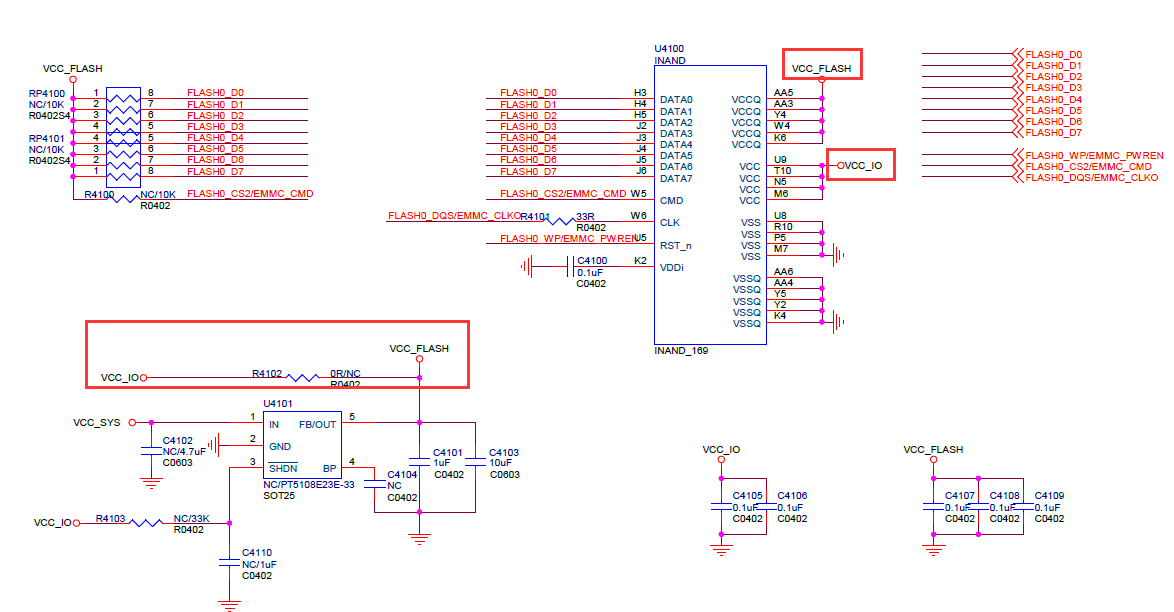 VCC_FLASH
RP4100
NC/10K
R0402S4
RP4101
NC/10K
R0402S4
1 8 FLASH0_D0
2 7 FLASH0_D1
3 6 FLASH0_D2
4 5 FLASH0_D3
4 5 FLASH0_D4
3 6 FLASH0_D5
2 7 FLASH0_D6
1 8 FLASH0_D7
R4100 NC/10K FLASH0_CS2/EMMC_CMD
R0402
U4100
INAND
FLASH0_D0 H3 DATA0
FLASH0_D1 H4 DATA1
FLASH0_D2 H5 DATA2
FLASH0_D3 J2 DATA3
FLASH0_D4 J3 DATA4
FLASH0_D5 J4 DATA5
FLASH0_D6 J5 DATA6
FLASH0_D7 J6 DATA7
FLASH0_CS2/EMMC_CMD W5 CMD
FLASH0_DQS/EMMC_CLKO R4101 33R W6 CLK
R0402
FLASH0_WP/EMMC_PWREN U5 RST_n
C4100 K2 VDDi
0.1uF
C0402
VCC_FLASH
VCCQ AA5
VCCQ AA3
VCCQ Y4
VCCQ W4
VCCQ K6
VCC U9 VCC_IO
VCC T10
VCC N5
VCC M6
VSS U8
VSS R10
VSS P5
VSS M7
VSSQ AA6
VSSQ AA4
VSSQ Y5
VSSQ Y2
VSSQ K4
INAND_169
FLASH0_D0
FLASH0_D1
FLASH0_D2
FLASH0_D3
FLASH0_D4
FLASH0_D5
FLASH0_D6
FLASH0_D7
FLASH0_WP/EMMC_PWREN
FLASH0_CS2/EMMC_CMD
FLASH0_DQS/EMMC_CLKO
VCC_FLASH
VCC_IO R4102 0R/NC
R0402
U4101
VCC_SYS 1 IN FB/OUT 5
2 GND
3 SHDN BP 4
NC/PT5108E23E-33
SOT25
C4102
NC/4.7uF
C0603
C4104
NC
C0402
C4101
1uF
C0402
C4103
10uF
C0603
VCC_IO R4103 NC/33K
R0402
C4110
NC/1uF
C0402
VCC_IO
C4105
0.1uF
C0402
C4106
0.1uF
C0402
VCC_FLASH
C4107
0.1uF
C0402
C4108
0.1uF
C0402
C4109
0.1uF
C0402